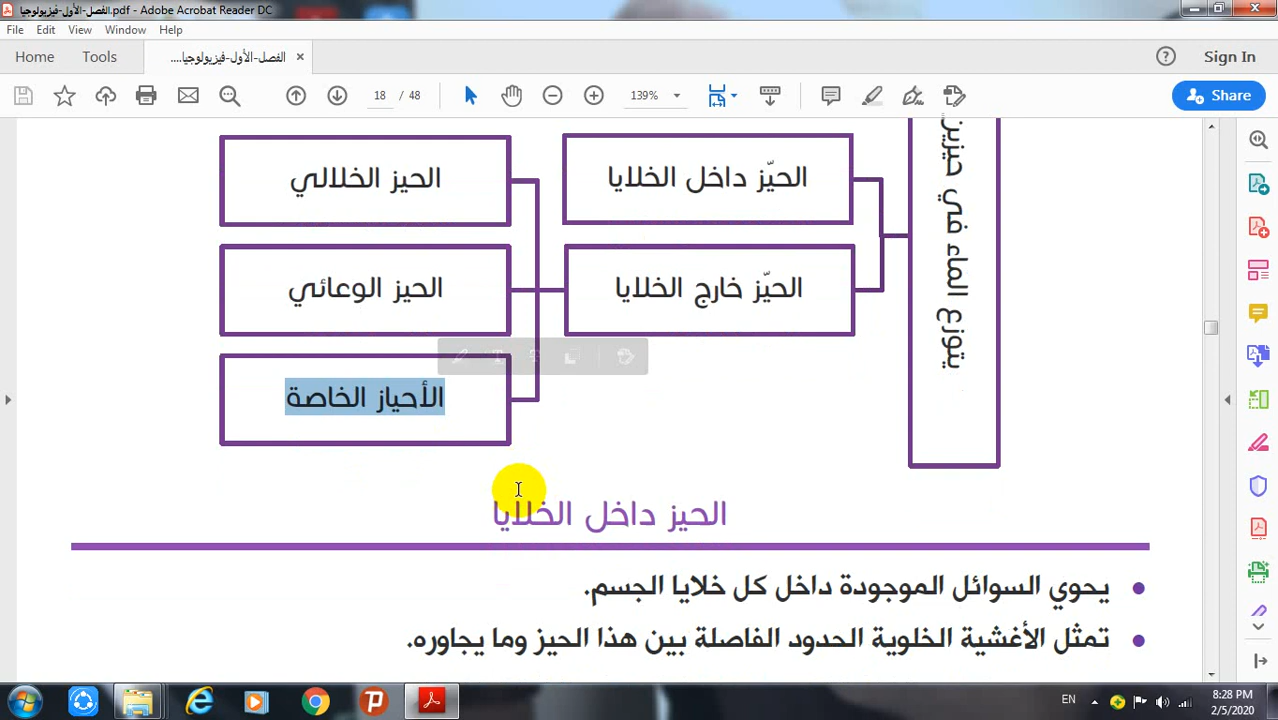 الفصل-الأول-فيزيولوجيا.pdf - Adobe Acrobat Reader DC
File Edit View Window Help
Home Tools الفصل-الأول-فيزيولوجيا.... × Sign In
18 / 48 139% Share
يتوزع الماء في حيزين
الحيّز داخل الخلايا
الحيّز خارج الخلايا
الحيز الخلالي
الحيز الوعائي
الأحياز الخاصة
الحيز داخل الخلايا
يحوي السوائل الموجودة داخل كل خلايا الجسم.
تمثل الأغشية الخلوية الحدود الفاصلة بين هذا الحيز وما يجاوره.
EN 8:28 PM
2/5/2020